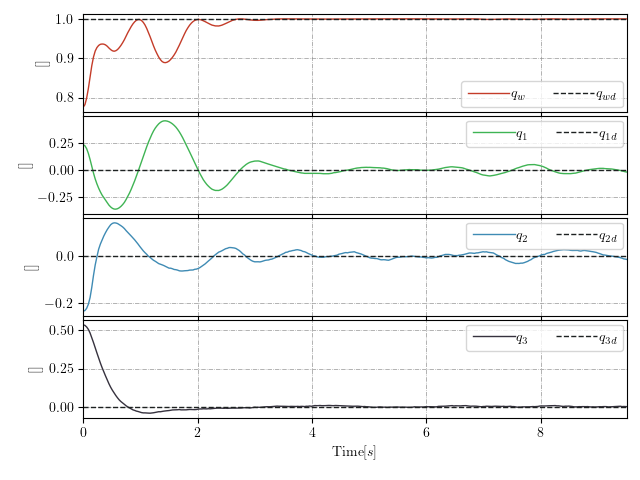 1.0
0.9
0.8
[]
q_w q_wd
0.25
0.00
−0.25
[]
q_1 q_1d
0.0
−0.2
[]
q_2 q_2d
0.50
0.25
0.00
[]
q_3 q_3d
0 2 4 6 8
Time[s]